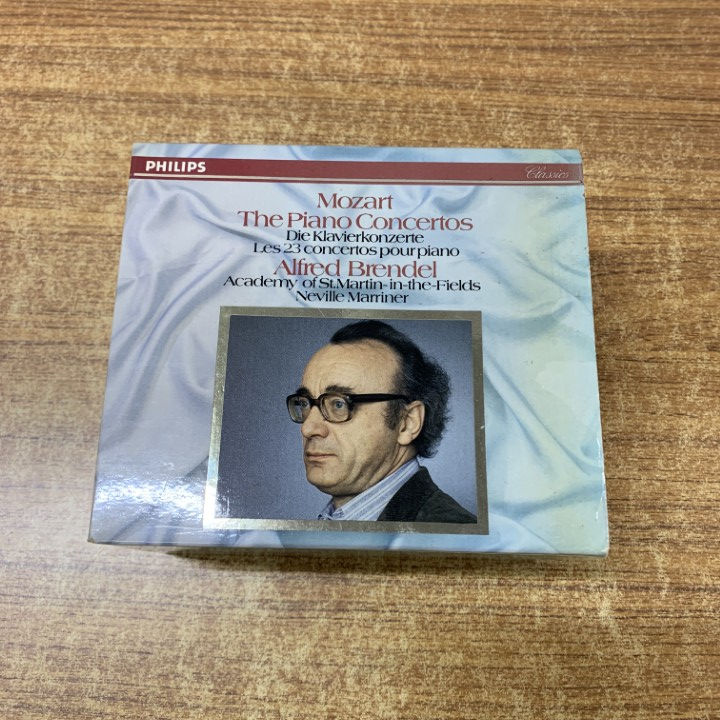 PHILIPS
Classics
Mozart
The Piano Concertos
Die Klavierkonzerte
Les 23 concertos pour piano
Alfred Brendel
Academy of St. Martin-in-the-Fields
Neville Marriner